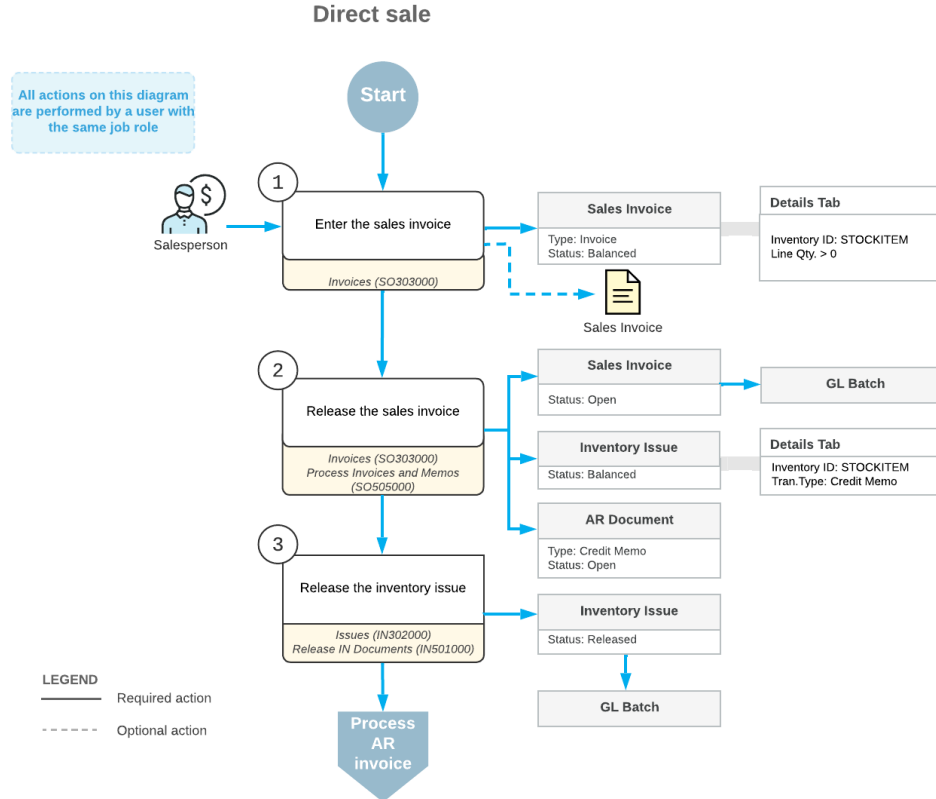 Direct sale
All actions on this diagram
are performed by a user with
the same job role
Start
1
Enter the sales invoice
Invoices (SO303000)
Salesperson
Sales Invoice
Type: Invoice
Status: Balanced
Details Tab
Inventory ID: STOCKITEM
Line Qty. > 0
Sales Invoice
2
Release the sales invoice
Invoices (SO303000)
Process Invoices and Memos
(SO505000)
Sales Invoice
Status: Open
GL Batch
Inventory Issue
Status: Balanced
Details Tab
Inventory ID: STOCKITEM
Tran.Type: Credit Memo
AR Document
Type: Credit Memo
Status: Open
3
Release the inventory issue
Issues (IN302000)
Release IN Documents (IN501000)
Inventory Issue
Status: Released
GL Batch
Process
AR
invoice
LEGEND
Required action
Optional action